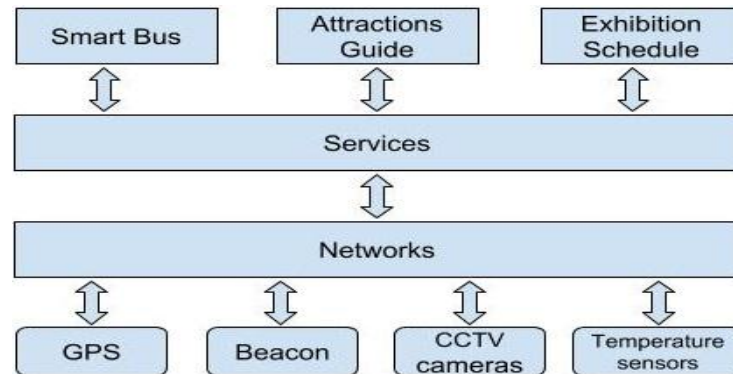 Smart Bus
Attractions
Guide
Exhibition
Schedule
Services
Networks
GPS
Beacon
CCTV
cameras
Temperature
sensors